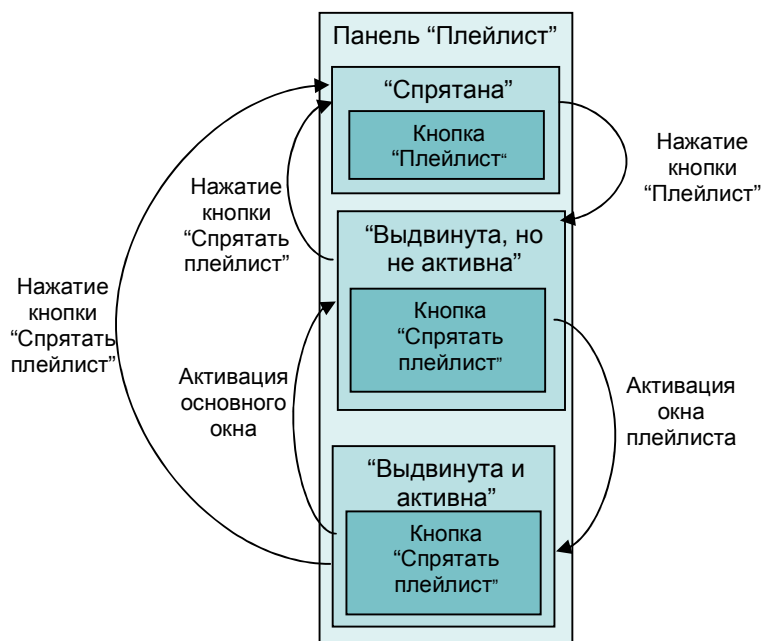 Панель “Плейлист”
“Спрятана”
Кнопка
“Плейлист“
Нажатие
кнопки
“Плейлист”
Нажатие
кнопки
“Спрятать
плейлист”
“Выдвинута, но
не активна”
Кнопка
“Спрятать
плейлист”
Нажатие
кнопки
“Спрятать
плейлист”
Активация
основного
окна
Активация
окна
плейлиста
“Выдвинута и
активна”
Кнопка
“Спрятать
плейлист”